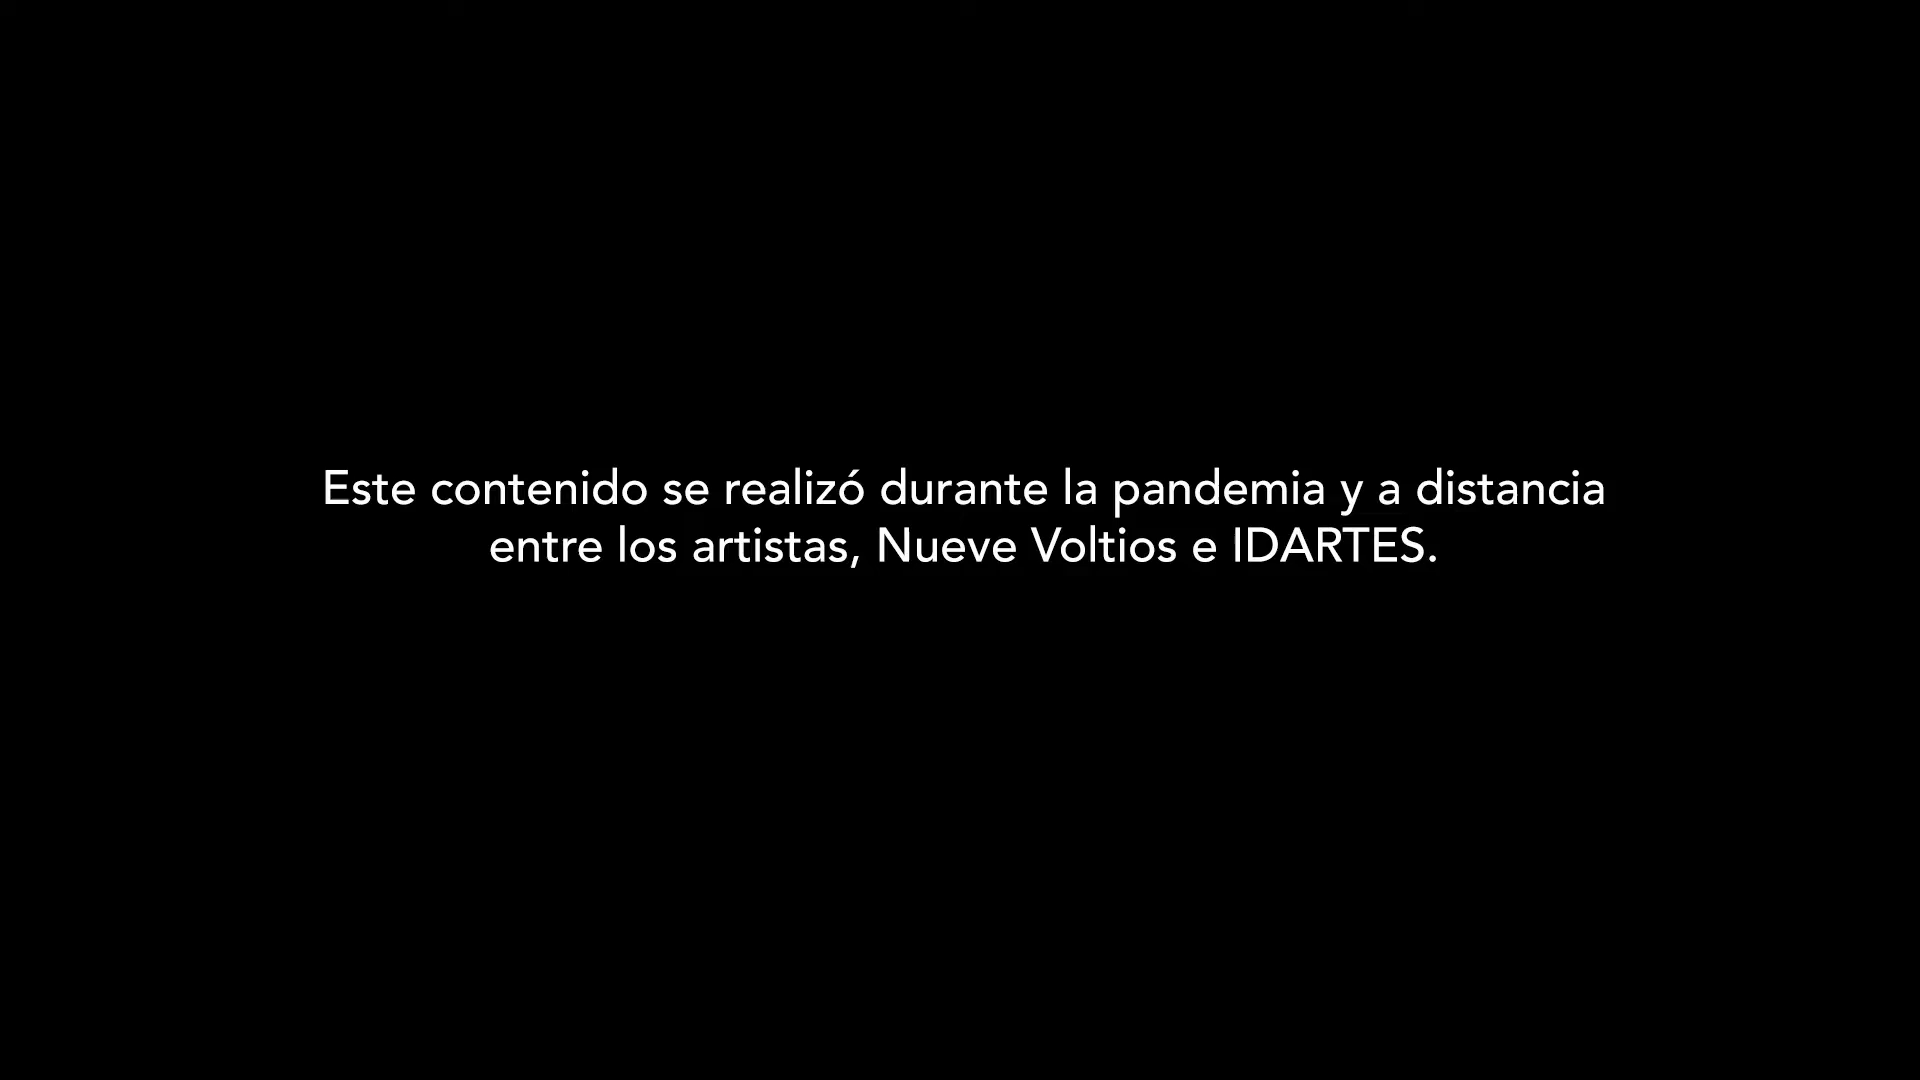 Este contenido se realizó durante la pandemia y a distancia
entre los artistas, Nueve Voltios e IDARTES.